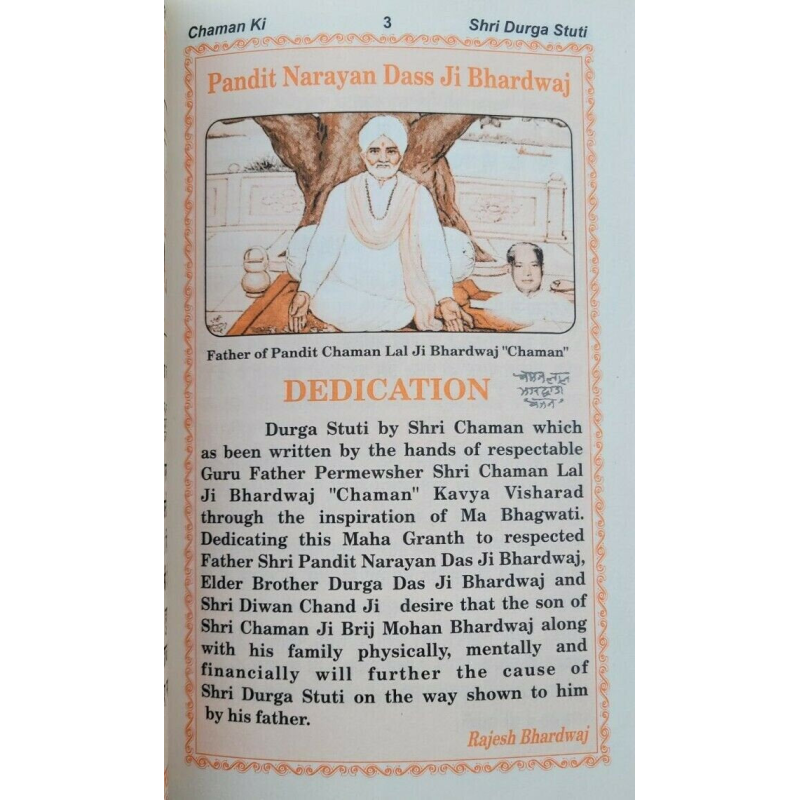 Chaman Ki 3 Shri Durga Stuti
Pandit Narayan Dass Ji Bhardwaj
Father of Pandit Chaman Lal Ji Bhardwaj "Chaman"
चमन लाल
भारद्वाज
"चमन"
DEDICATION
Durga Stuti by Shri Chaman which
as been written by the hands of respectable
Guru Father Permewsher Shri Chaman Lal
Ji Bhardwaj "Chaman" Kavya Visharad
through the inspiration of Ma Bhagwati.
Dedicating this Maha Granth to respected
Father Shri Pandit Narayan Das Ji Bhardwaj,
Elder Brother Durga Das Ji Bhardwaj and
Shri Diwan Chand Ji desire that the son of
Shri Chaman Ji Brij Mohan Bhardwaj along
with his family physically, mentally and
financially will further the cause of
Shri Durga Stuti on the way shown to him
by his father.
Rajesh Bhardwaj